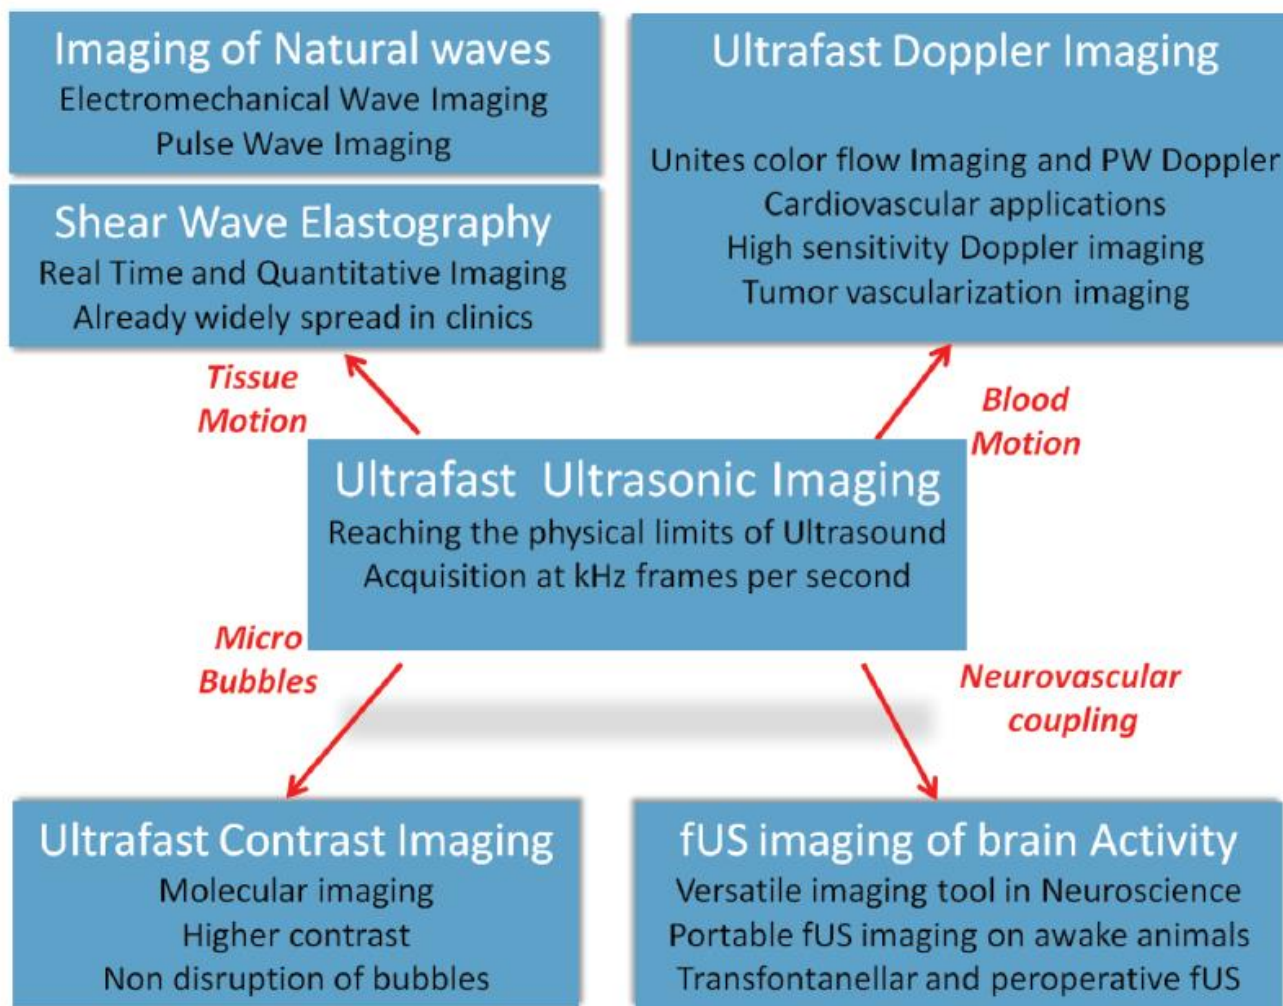 Imaging of Natural waves
Electromechanical Wave Imaging
Pulse Wave Imaging
Shear Wave Elastography
Real Time and Quantitative Imaging
Already widely spread in clinics
Ultrafast Doppler Imaging
Unites color flow Imaging and PW Doppler
Cardiovascular applications
High sensitivity Doppler imaging
Tumor vascularization imaging
Tissue
Motion
Blood
Motion
Ultrafast Ultrasonic Imaging
Reaching the physical limits of Ultrasound
Acquisition at kHz frames per second
Micro
Bubbles
Neurovascular
coupling
Ultrafast Contrast Imaging
Molecular imaging
Higher contrast
Non disruption of bubbles
fUS imaging of brain Activity
Versatile imaging tool in Neuroscience
Portable fUS imaging on awake animals
Transfontanellar and peroperative fUS